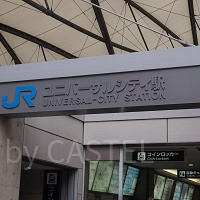 JR ユニバーサルシティ駅
UNIVERSAL-CITY STATION
by CASTEL
コインロッカー
Coin Lockers